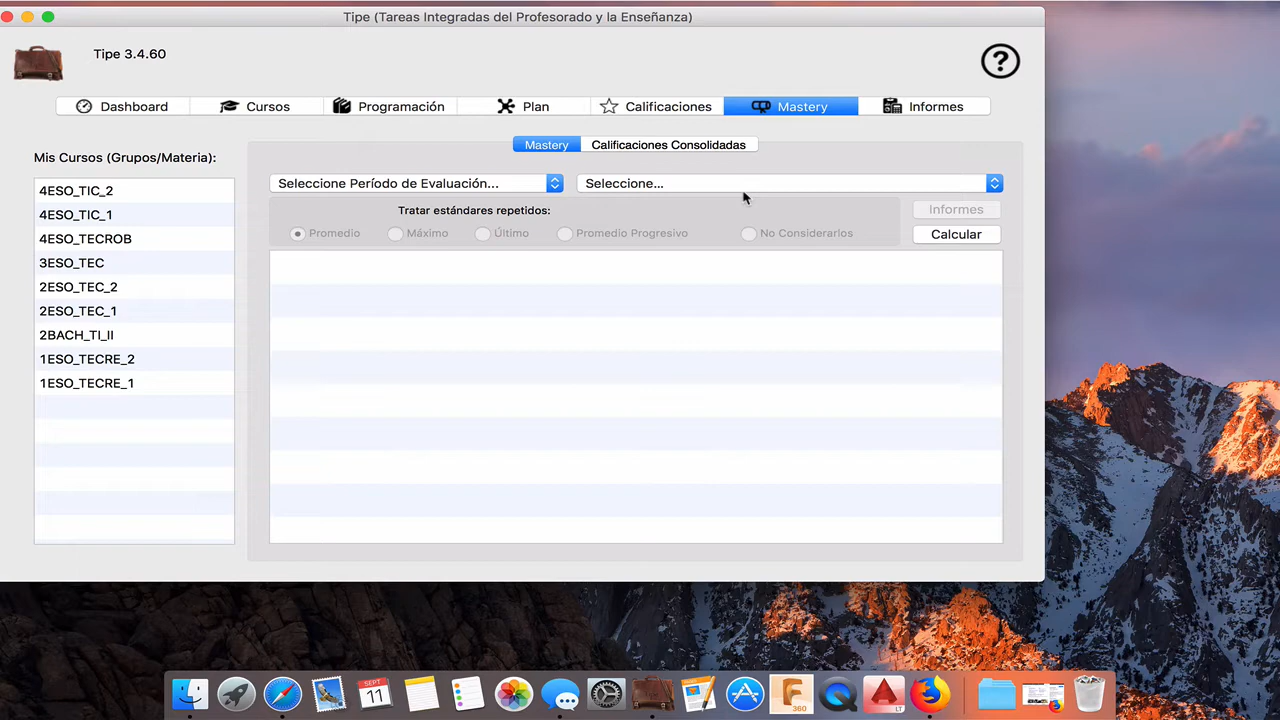 Tipe (Tareas Integradas del Profesorado y la Enseñanza)
Tipe 3.4.60
?
Dashboard
Cursos
Programación
Plan
Calificaciones
Mastery
Informes
Mis Cursos (Grupos/Materia):
4ESO_TIC_2
4ESO_TIC_1
4ESO_TECROB
3ESO_TEC
2ESO_TEC_2
2ESO_TEC_1
2BACH_TI_II
1ESO_TECRE_2
1ESO_TECRE_1
Mastery
Calificaciones Consolidadas
Seleccione Período de Evaluación...
Seleccione...
Tratar estándares repetidos:
Promedio
Máximo
Último
Promedio Progresivo
No Considerarlos
Informes
Calcular
SEPT
11
360
LT